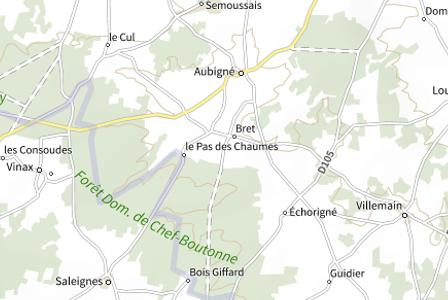 Semoussais
Dom
le Cul
Aubigné
Lou
y
Bret
les Consoudes
le Pas des Chaumes
D105
Vinax
Forêt Dom. de Chef-Boutonne
Villemain
Échorigné
Saleignes
Bois Giffard
Guidier